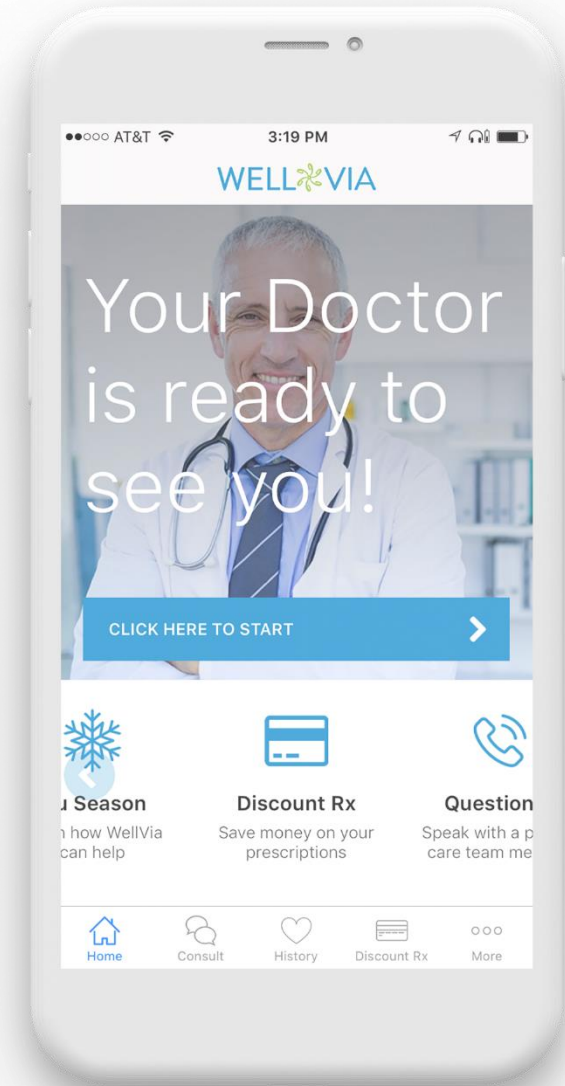 AT&T 3:19 PM
WELL VIA
Your Doctor
is ready to
see you!
CLICK HERE TO START
Season Discount Rx Question
how WellVia Save money on your Speak with a
can help prescriptions care team
Home Consult History Discount Rx More